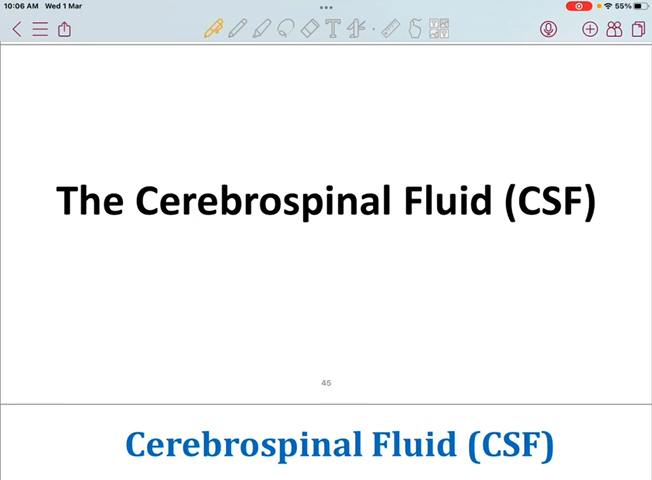 10:06 AM Wed 1 Mar
55%
The Cerebrospinal Fluid (CSF)
45
Cerebrospinal Fluid (CSF)